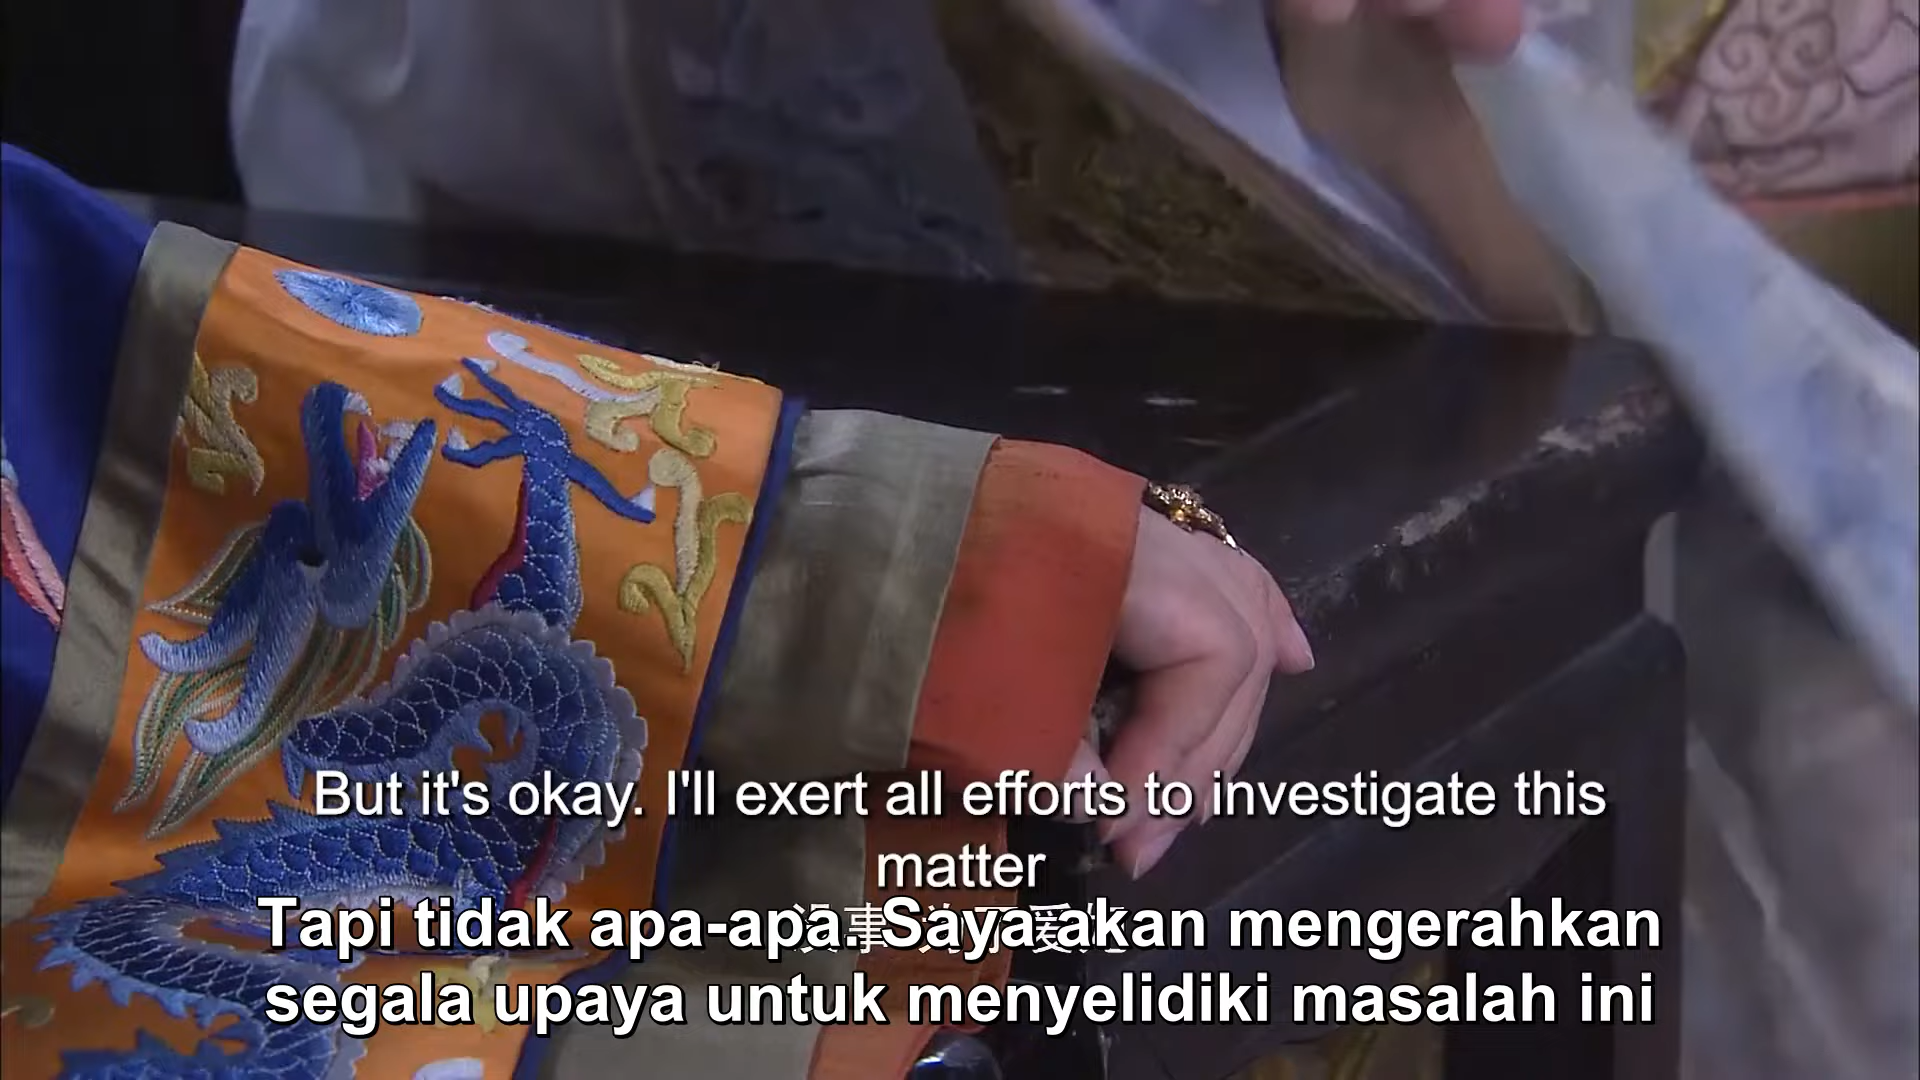 But it's okay. I'll exert all efforts to investigate this
matter
Tapi tidak apa-apa. Saya akan mengerahkan
segala upaya untuk menyelidiki masalah ini